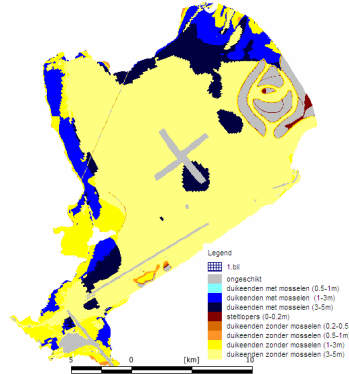 Legend
1.bil
ongeschikt
duikeenden met mosselen (0.5-1m)
duikeenden met mosselen (1-3m)
duikeenden met mosselen (3-5m)
steltlopers (0-0.2m)
duikeenden zonder mosselen (0.2-0.5
duikeenden zonder mosselen (0.5-1m)
duikeenden zonder mosselen (1-3m)
duikeenden zonder mosselen (3-5m)
5 0 [km] 10